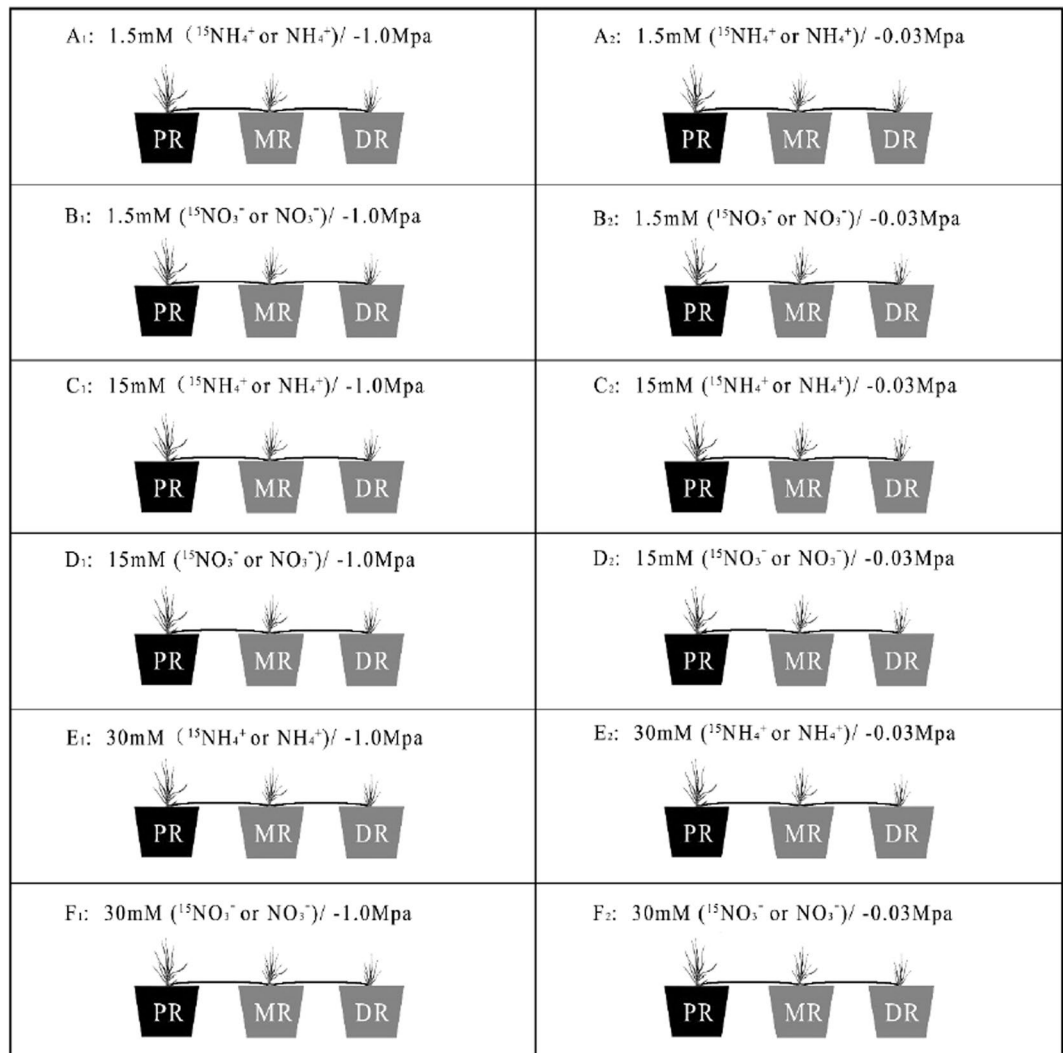 A₁: 1.5mM (¹⁵NH₄⁺ or NH₄⁺)/ -1.0Mpa
PR MR DR
A₂: 1.5mM (¹⁵NH₄⁺ or NH₄⁺)/ -0.03Mpa
PR MR DR
B₁: 1.5mM (¹⁵NO₃⁻ or NO₃⁻)/ -1.0Mpa
PR MR DR
B₂: 1.5mM (¹⁵NO₃⁻ or NO₃⁻)/ -0.03Mpa
PR MR DR
C₁: 15mM (¹⁵NH₄⁺ or NH₄⁺)/ -1.0Mpa
PR MR DR
C₂: 15mM (¹⁵NH₄⁺ or NH₄⁺)/ -0.03Mpa
PR MR DR
D₁: 15mM (¹⁵NO₃⁻ or NO₃⁻)/ -1.0Mpa
PR MR DR
D₂: 15mM (¹⁵NO₃⁻ or NO₃⁻)/ -0.03Mpa
PR MR DR
E₁: 30mM (¹⁵NH₄⁺ or NH₄⁺)/ -1.0Mpa
PR MR DR
E₂: 30mM (¹⁵NH₄⁺ or NH₄⁺)/ -0.03Mpa
PR MR DR
F₁: 30mM (¹⁵NO₃⁻ or NO₃⁻)/ -1.0Mpa
PR MR DR
F₂: 30mM (¹⁵NO₃⁻ or NO₃⁻)/ -0.03Mpa
PR MR DR